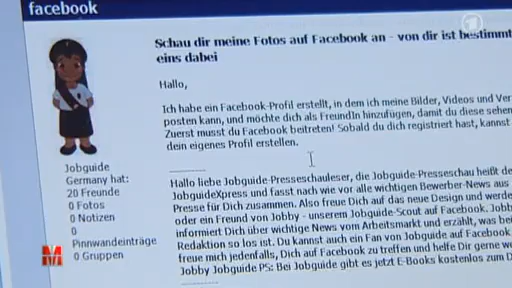 facebook
Schau dir meine Fotos auf Facebook an - von dir ist bestimmt
eins dabei
Hallo,
Ich habe ein Facebook-Profil erstellt, in dem ich meine Bilder, Videos und Ver
posten kann, und möchte dich als FreundIn hinzufügen, damit du diese sehen
Zuerst musst du Facebook beitreten! Sobald du dich registriert hast, kannst
dein eigenes Profil erstellen.
Jobguide
Germany hat:
20 Freunde
0 Fotos
0 Notizen
0
Pinnwandeinträge
0 Gruppen
Hallo liebe Jobguide-Presseschauleser, die Jobguide-Presseschau heißt de
JobguideXpress und fasst nach wie vor alle wichtigen Bewerber-News aus
Presse für Dich zusammen. Also freue Dich auf das neue Design und werde
oder ein Freund von Jobby - unserem Jobguide-Scout auf Facebook. Jobb
informiert Dich über wichtige News vom Arbeitsmarkt und erzählt, was bei
Redaktion so los ist. Du kannst auch ein Fan von Jobguide auf Facebook
freue mich jedenfalls, Dich auf Facebook zu treffen und helfe Dir gerne w
Jobby Jobguide PS: Bei Jobguide gibt es jetzt E-Books kostenlos zum D
M